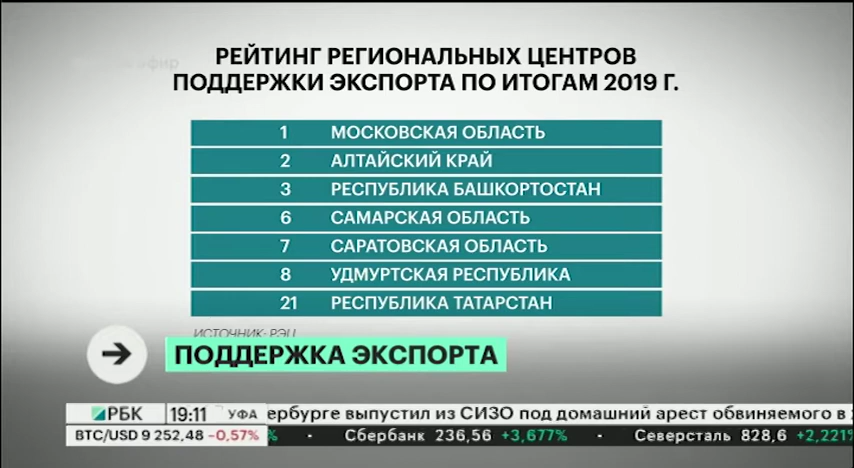 РЕЙТИНГ РЕГИОНАЛЬНЫХ ЦЕНТРОВ
ПОДДЕРЖКИ ЭКСПОРТА ПО ИТОГАМ 2019 Г.
1 МОСКОВСКАЯ ОБЛАСТЬ
2 АЛТАЙСКИЙ КРАЙ
3 РЕСПУБЛИКА БАШКОРТОСТАН
6 САМАРСКАЯ ОБЛАСТЬ
7 САРАТОВСКАЯ ОБЛАСТЬ
8 УДМУРТСКАЯ РЕСПУБЛИКА
21 РЕСПУБЛИКА ТАТАРСТАН
ИСТОЧНИК: РЭЦ
ПОДДЕРЖКА ЭКСПОРТА
РБК 19:11 УФА ербурге выпустил из СИЗО под домашний арест обвиняемого в
BTC/USD 9 252,48 -0,57% % · Сбербанк 236,56 +3,677% · Северсталь 828,6 +2,221%